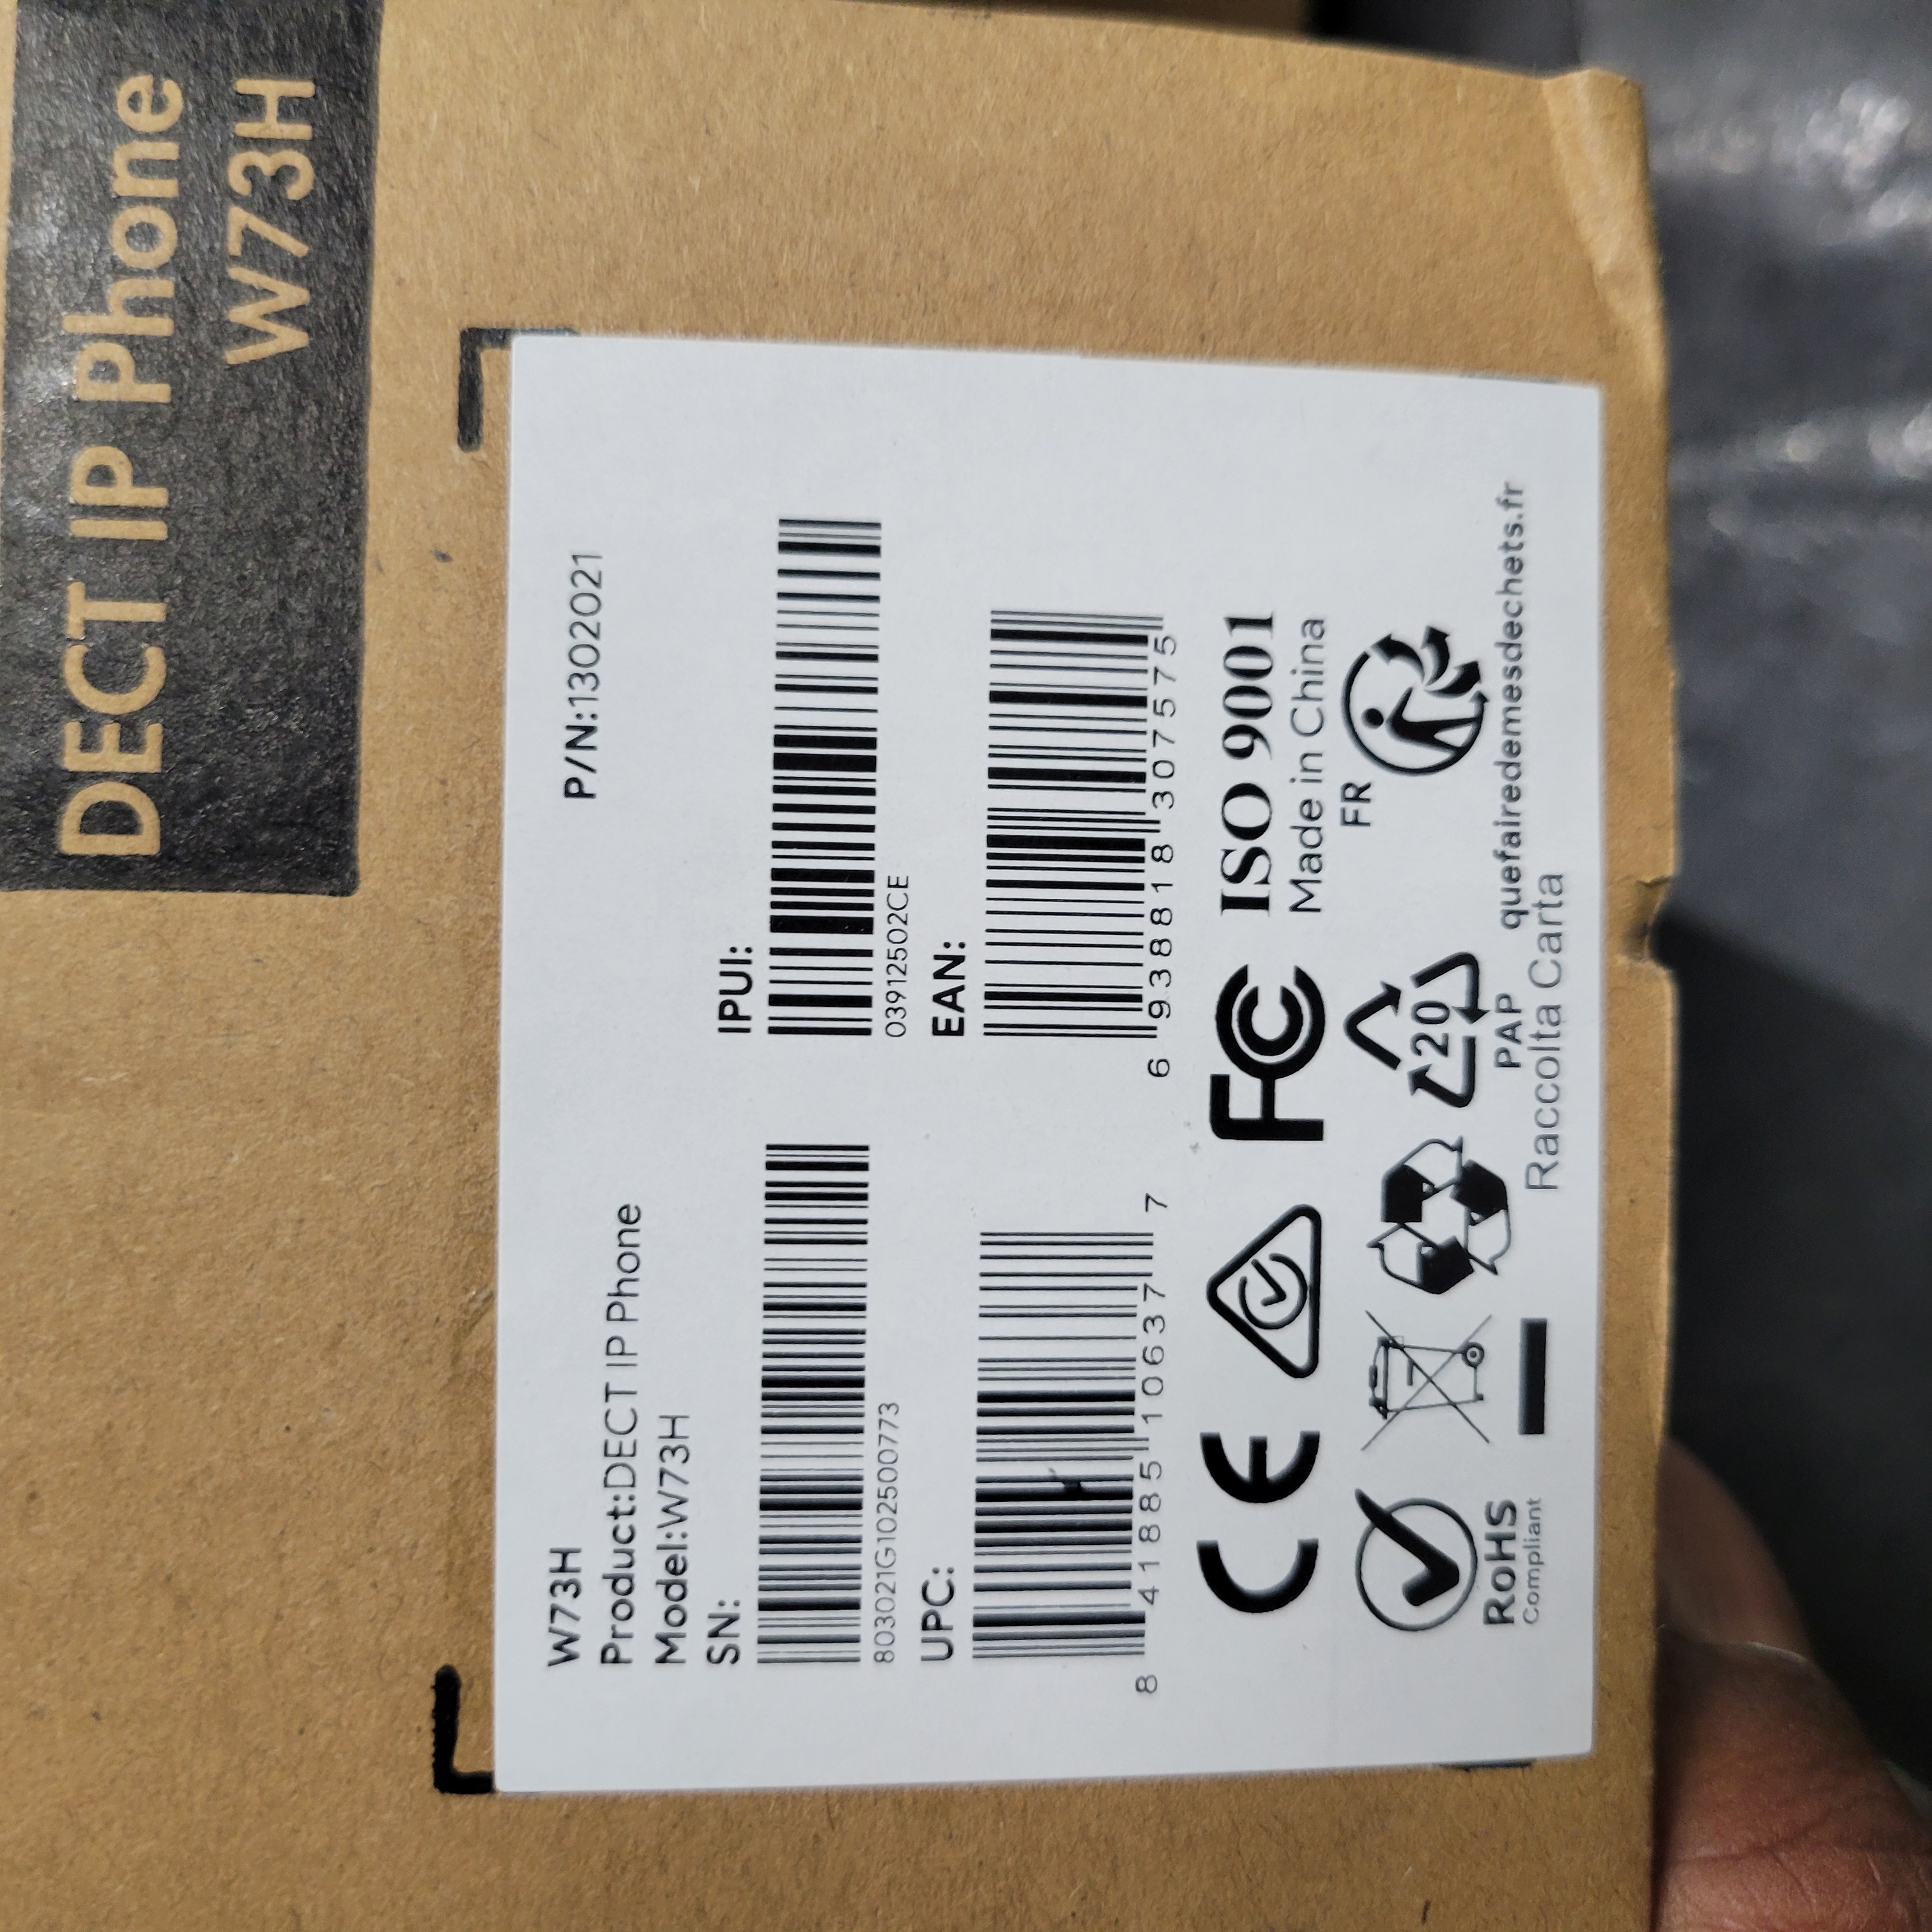 DECT IP Phone
W73H
W73H
P/N:1302021
Product:DECT IP Phone
Model:W73H
SN:
803021G102500773
IPUI:
03912502CE
UPC:
8 41885 10637 7
EAN:
6 938818 307575
CE
FC
ISO 9001
Made in China
RoHS
Compliant
20
PAP
Raccolta Carta
FR
quefairedemesdechets.fr